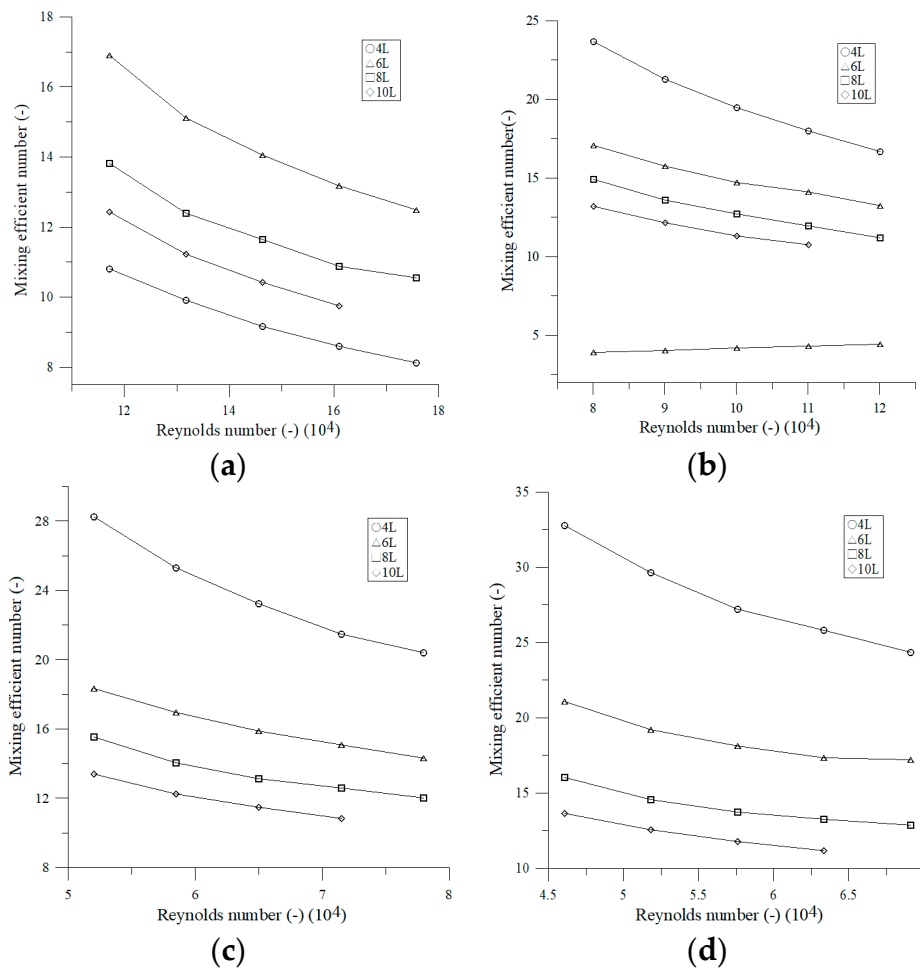 18
16
14
12
10
8
Mixing efficient number (-)
4L
6L
8L
10L
12 14 16 18
Reynolds number (-) (10⁴)
(a)
25
20
15
10
5
Mixing efficient number(-)
4L
6L
8L
10L
8 9 10 11 12
Reynolds number (-) (10⁴)
(b)
28
24
20
16
12
8
Mixing efficient number (-)
4L
6L
8L
10L
5 6 7 8
Reynolds number (-) (10⁴)
(c)
35
30
25
20
15
10
Mixing efficient number (-)
4L
6L
8L
10L
4.5 5 5.5 6 6.5
Reynolds number (-) (10⁴)
(d)